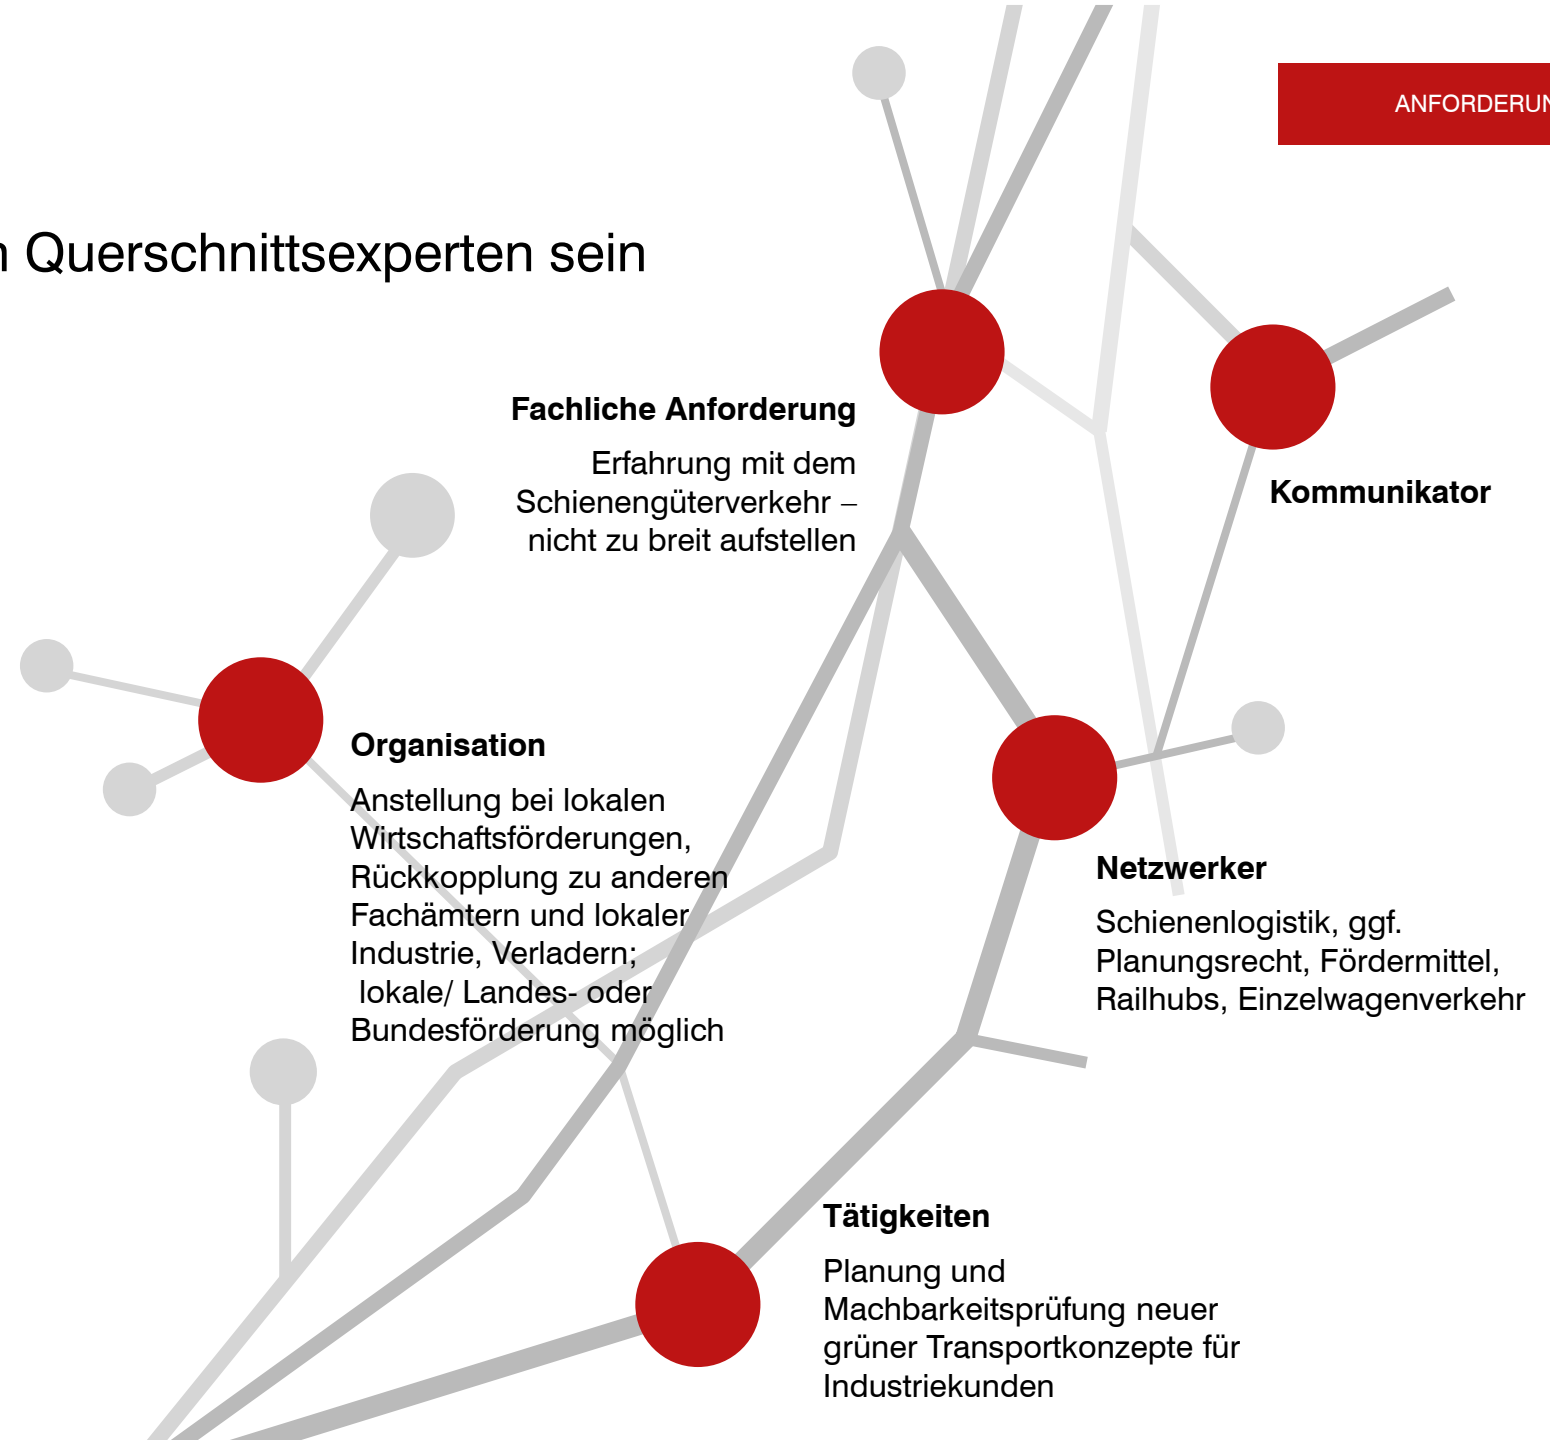 ANFORDERUN
n Querschnittsexperten sein
Fachliche Anforderung
Erfahrung mit dem
Schienengüterverkehr –
nicht zu breit aufstellen
Kommunikator
Organisation
Anstellung bei lokalen
Wirtschaftsförderungen,
Rückkopplung zu anderen
Fachämtern und lokaler
Industrie, Verladern;
lokale/ Landes- oder
Bundesförderung möglich
Netzwerker
Schienenlogistik, ggf.
Planungsrecht, Fördermittel,
Railhubs, Einzelwagenverkehr
Tätigkeiten
Planung und
Machbarkeitsprüfung neuer
grüner Transportkonzepte für
Industriekunden